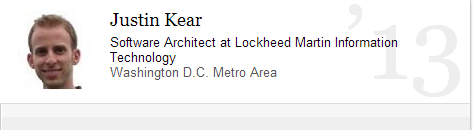 Justin Kear
Software Architect at Lockheed Martin Information
Technology
Washington D.C. Metro Area
’13